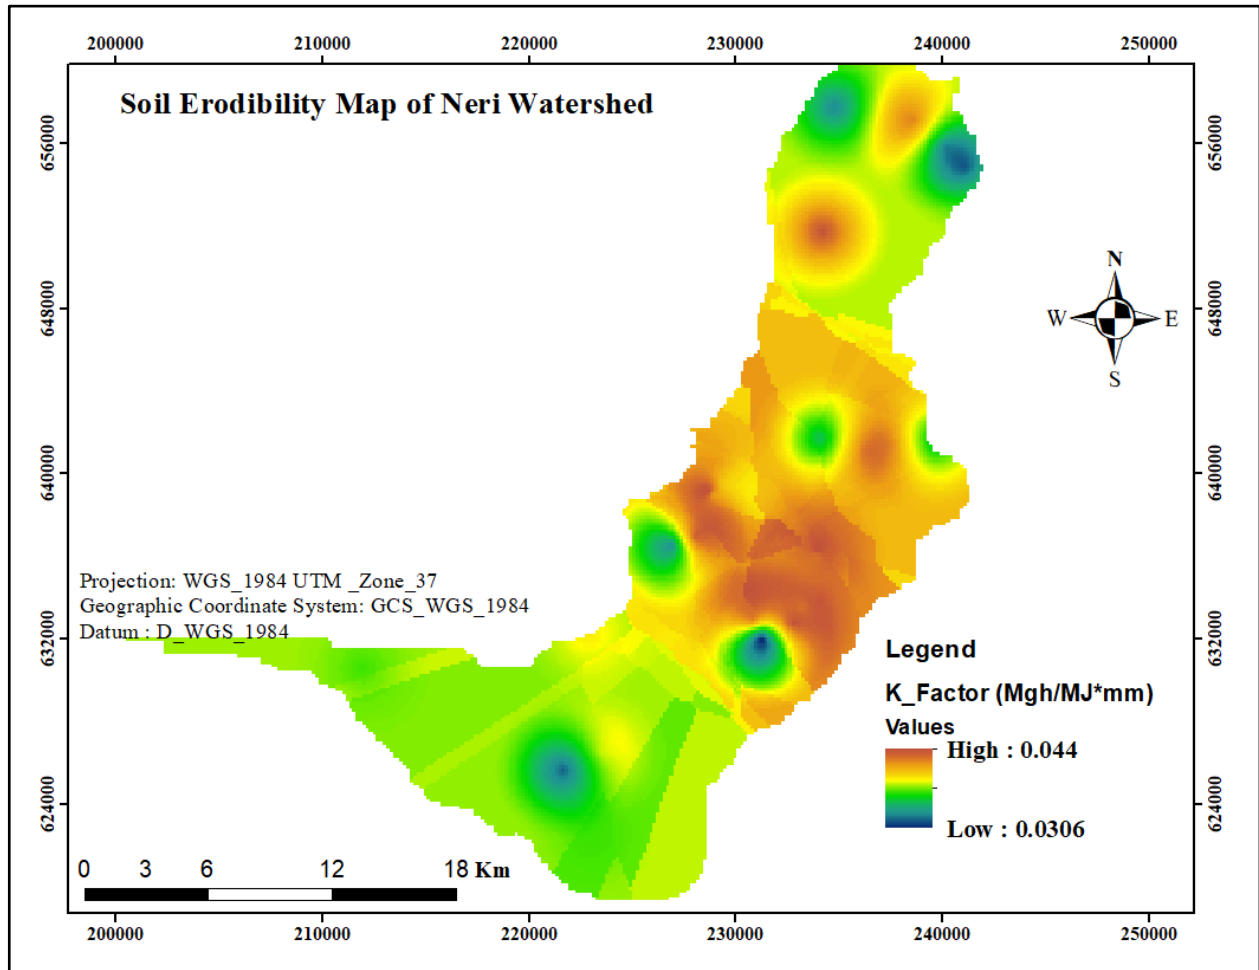 200000 210000 220000 230000 240000 250000
Soil Erodibility Map of Neri Watershed
656000 656000
N
648000 648000
W E
S
640000 640000
Projection: WGS_1984 UTM _Zone_37
Geographic Coordinate System: GCS_WGS_1984
Datum : D_WGS_1984
632000 632000
Legend
K_Factor (Mgh/MJ*mm)
Values
High : 0.044
Low : 0.0306
624000 624000
0 3 6 12 18 Km
200000 210000 220000 230000 240000 250000